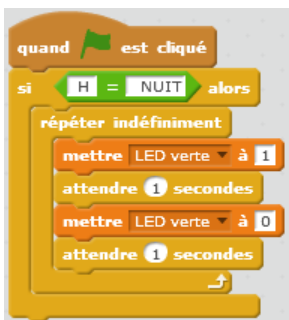 quand est cliqué
si H = NUIT alors
répéter indéfiniment
mettre LED verte à 1
attendre 1 secondes
mettre LED verte à 0
attendre 1 secondes